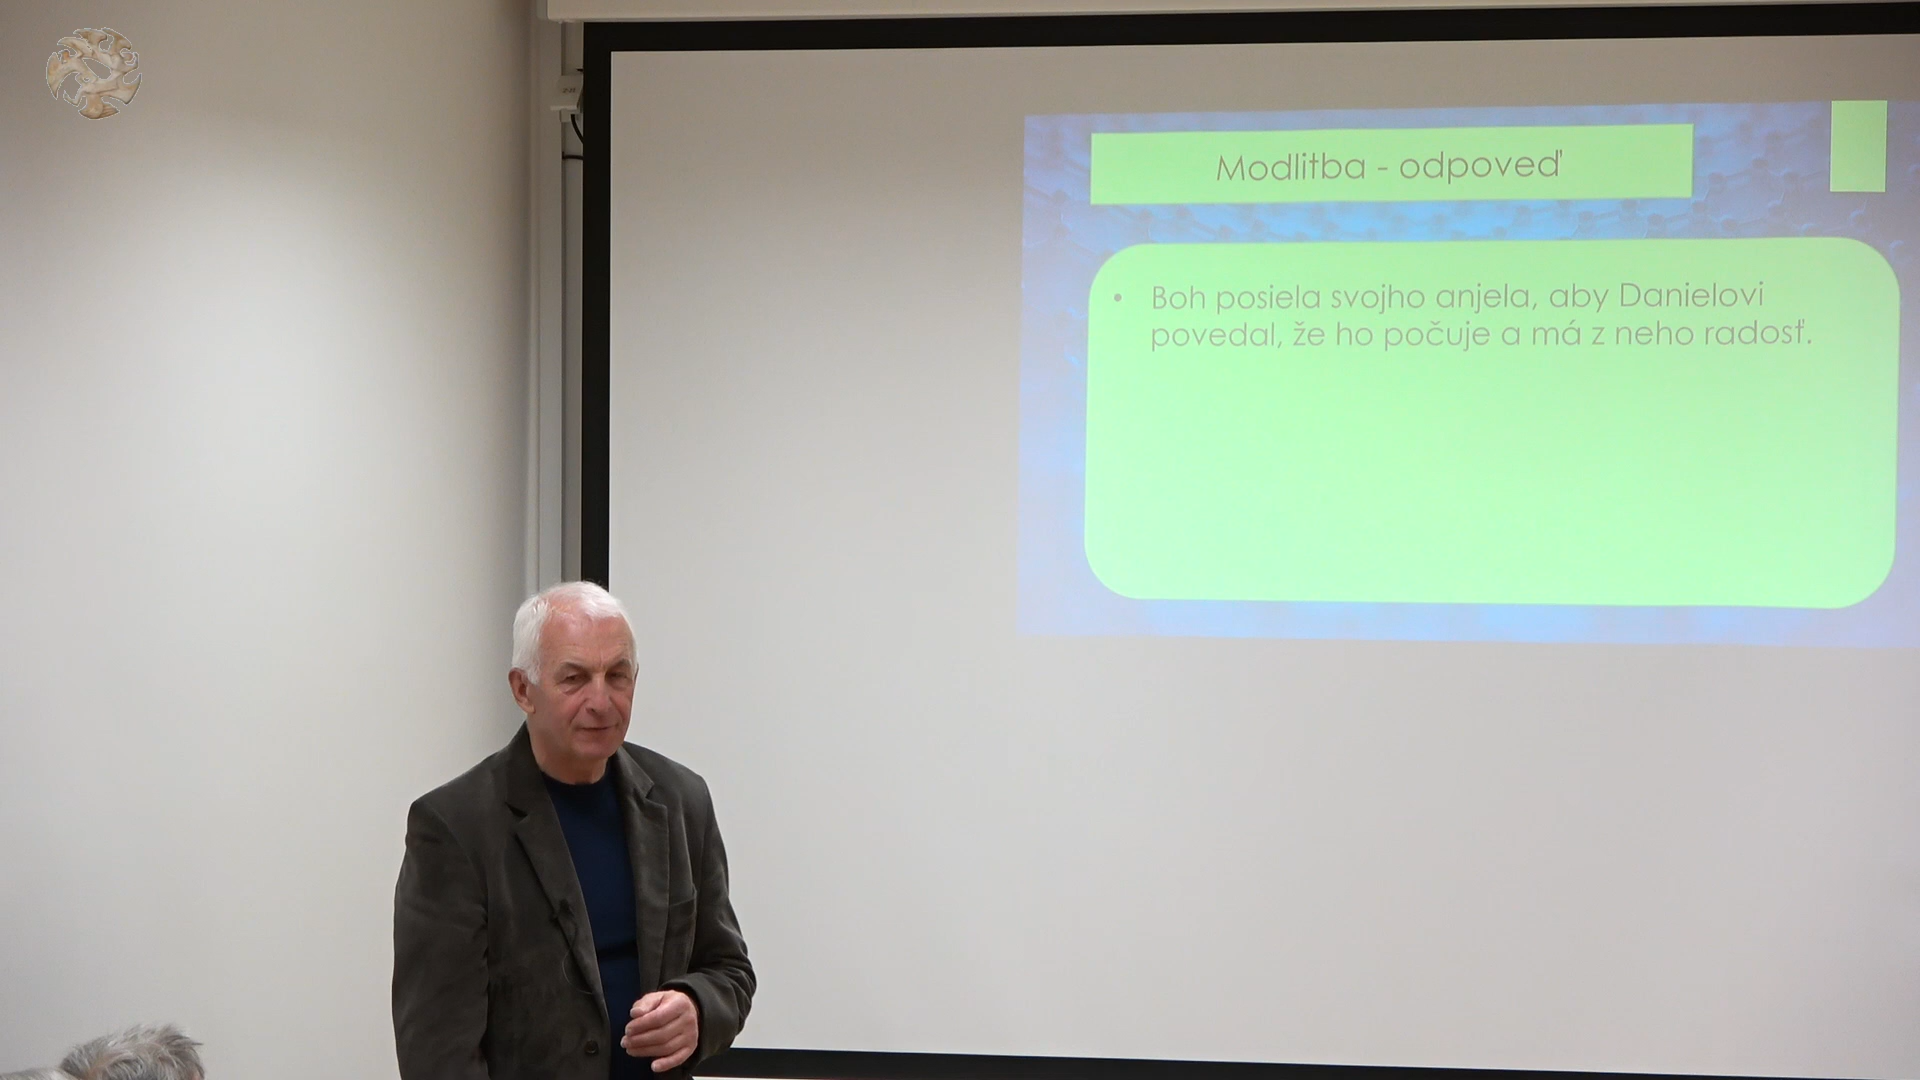 Modlitba - odpoveď
• Boh posiela svojho anjela, aby Danielovi
povedal, že ho počuje a má z neho radosť.